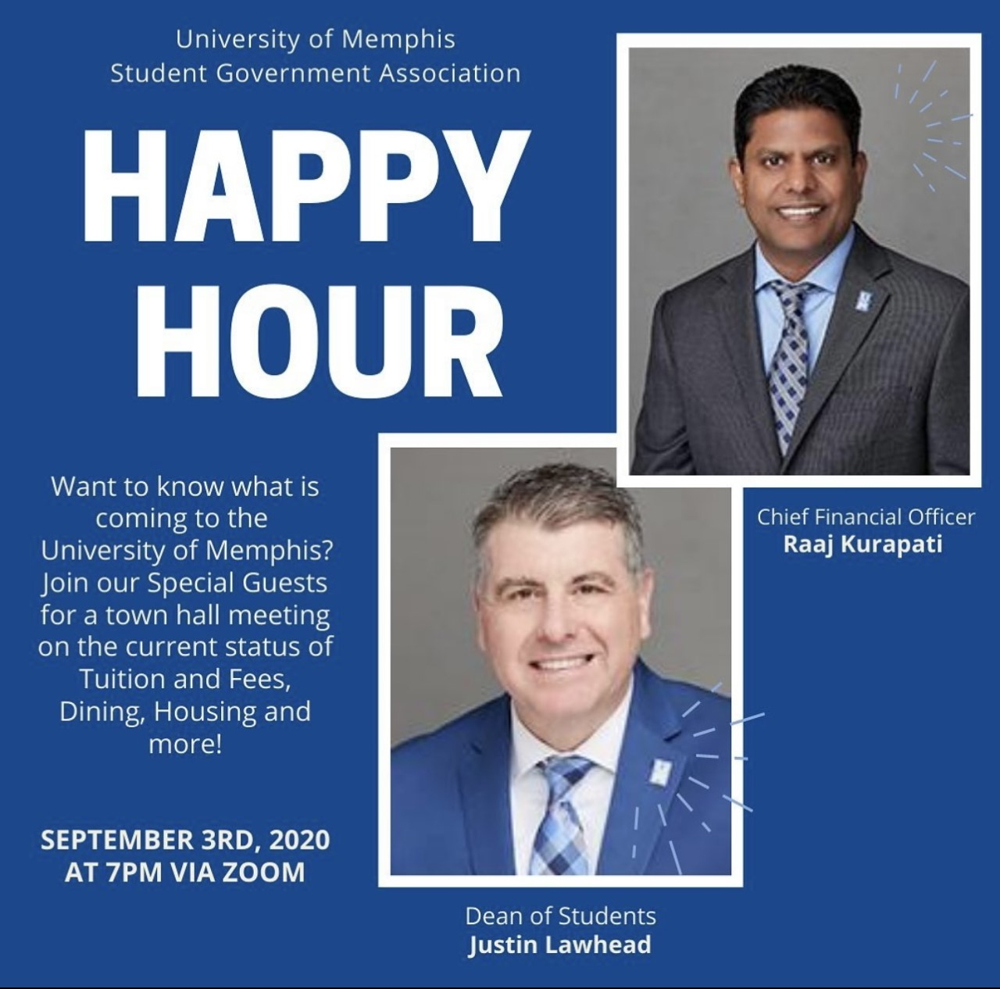 University of Memphis
Student Government Association
HAPPY
HOUR
Want to know what is
coming to the
University of Memphis?
Join our Special Guests
for a town hall meeting
on the current status of
Tuition and Fees,
Dining, Housing and
more!
SEPTEMBER 3RD, 2020
AT 7PM VIA ZOOM
Chief Financial Officer
Raaj Kurapati
Dean of Students
Justin Lawhead